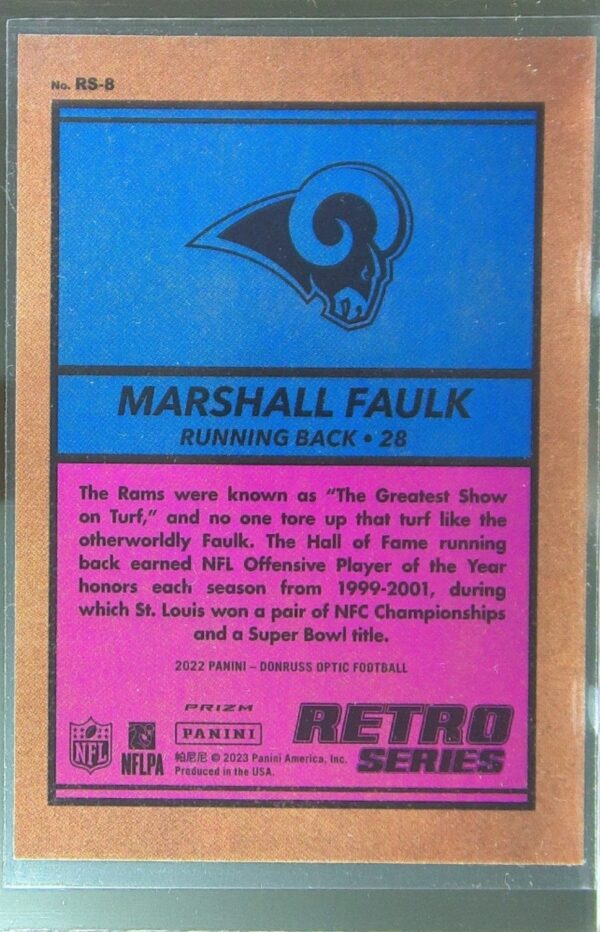 No. RS-8
MARSHALL FAULK
RUNNING BACK • 28
The Rams were known as "The Greatest Show
on Turf," and no one tore up that turf like the
otherworldly Faulk. The Hall of Fame running
back earned NFL Offensive Player of the Year
honors each season from 1999-2001, during
which St. Louis won a pair of NFC Championships
and a Super Bowl title.
2022 PANINI – DONRUSS OPTIC FOOTBALL
PRIZM
PANINI
NFL
NFLPA
帕尼尼 © 2023 Panini America, Inc.
Produced in the USA.
RETRO
SERIES